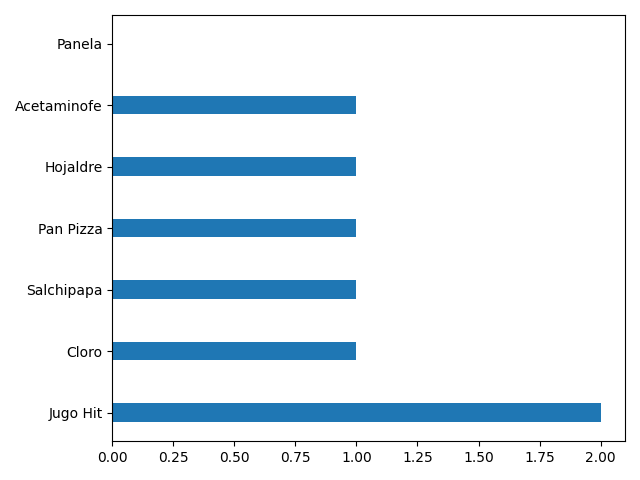 Panela
Acetaminofe
Hojaldre
Pan Pizza
Salchipapa
Cloro
Jugo Hit
0.00 0.25 0.50 0.75 1.00 1.25 1.50 1.75 2.00